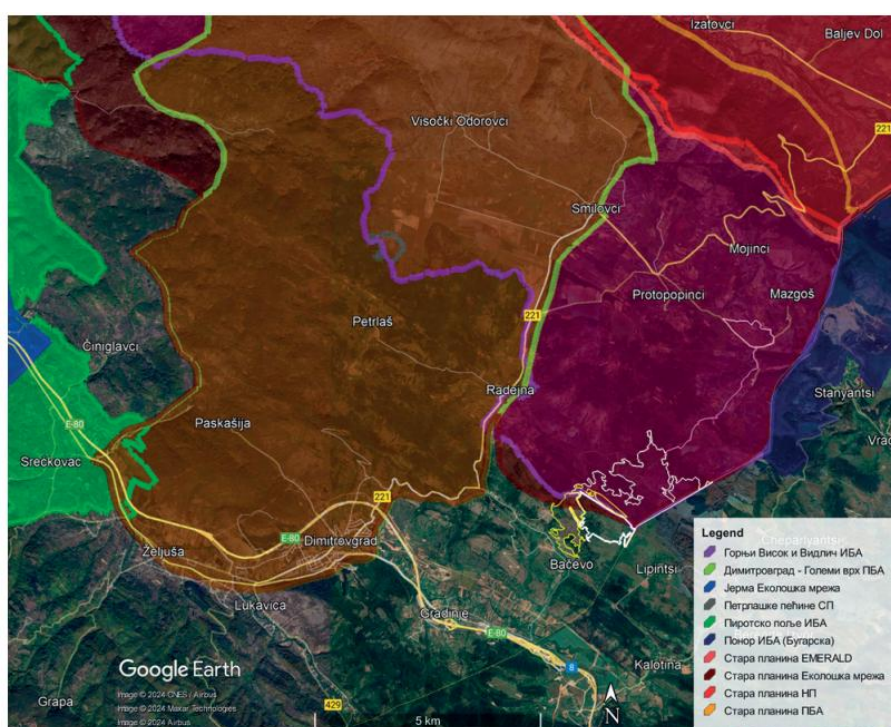 Izatovci
Baljev Dol
221
Visočki Odorovci
Smilovci
Mojinci
Protopopinci
Mazgoš
Petrlaš
221
Činiglavci
Radejna
Stanyantsi
Paskašija
E-80
Srećkovac
221
E-80
Dimitrovgrad
Željuša
Bačevo
Lipintsi
Lukavica
Gradinje
E-80
Kalotina
8
Grapa
429
Google Earth
Image © 2024 CNES / Airbus
Image © 2024 Maxar Technologies
Image © 2024 Airbus
5 km
N
Legend
Горњи Висок и Видлич ИБА
Димитровград - Големи врх ПБА
Јерма Еколошка мрежа
Петрлашке пећине СП
Пиротско поље ИБА
Понор ИБА (Бугарска)
Стара планина EMERALD
Стара планина Еколошка мрежа
Стара планина НП
Стара планина ПБА